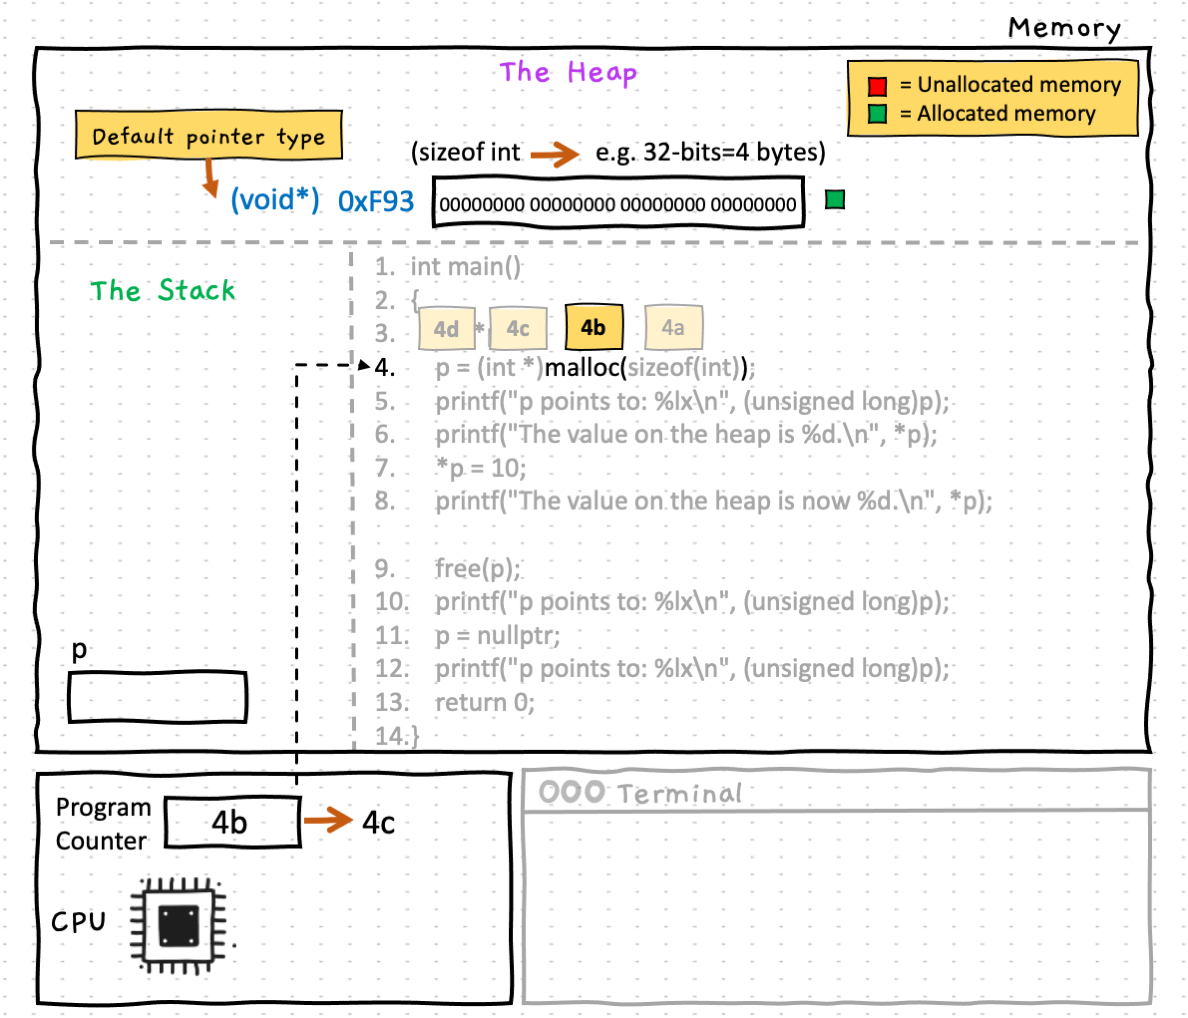 Memory
The Heap
= Unallocated memory
= Allocated memory
Default pointer type
(sizeof int e.g. 32-bits=4 bytes)
(void*) 0xF93 00000000 00000000 00000000 00000000
The Stack
1. int main()
2. {
4d * 4c 4b 4a
3.
4. p = (int *)malloc(sizeof(int));
5. printf("p points to: %lx\n", (unsigned long)p);
6. printf("The value on the heap is %d.\n", *p);
7. *p = 10;
8. printf("The value on the heap is now %d.\n", *p);
9. free(p);
10. printf("p points to: %lx\n", (unsigned long)p);
11. p = nullptr;
12. printf("p points to: %lx\n", (unsigned long)p);
13. return 0;
14.}
p
Program
Counter
4b 4c
CPU
Terminal